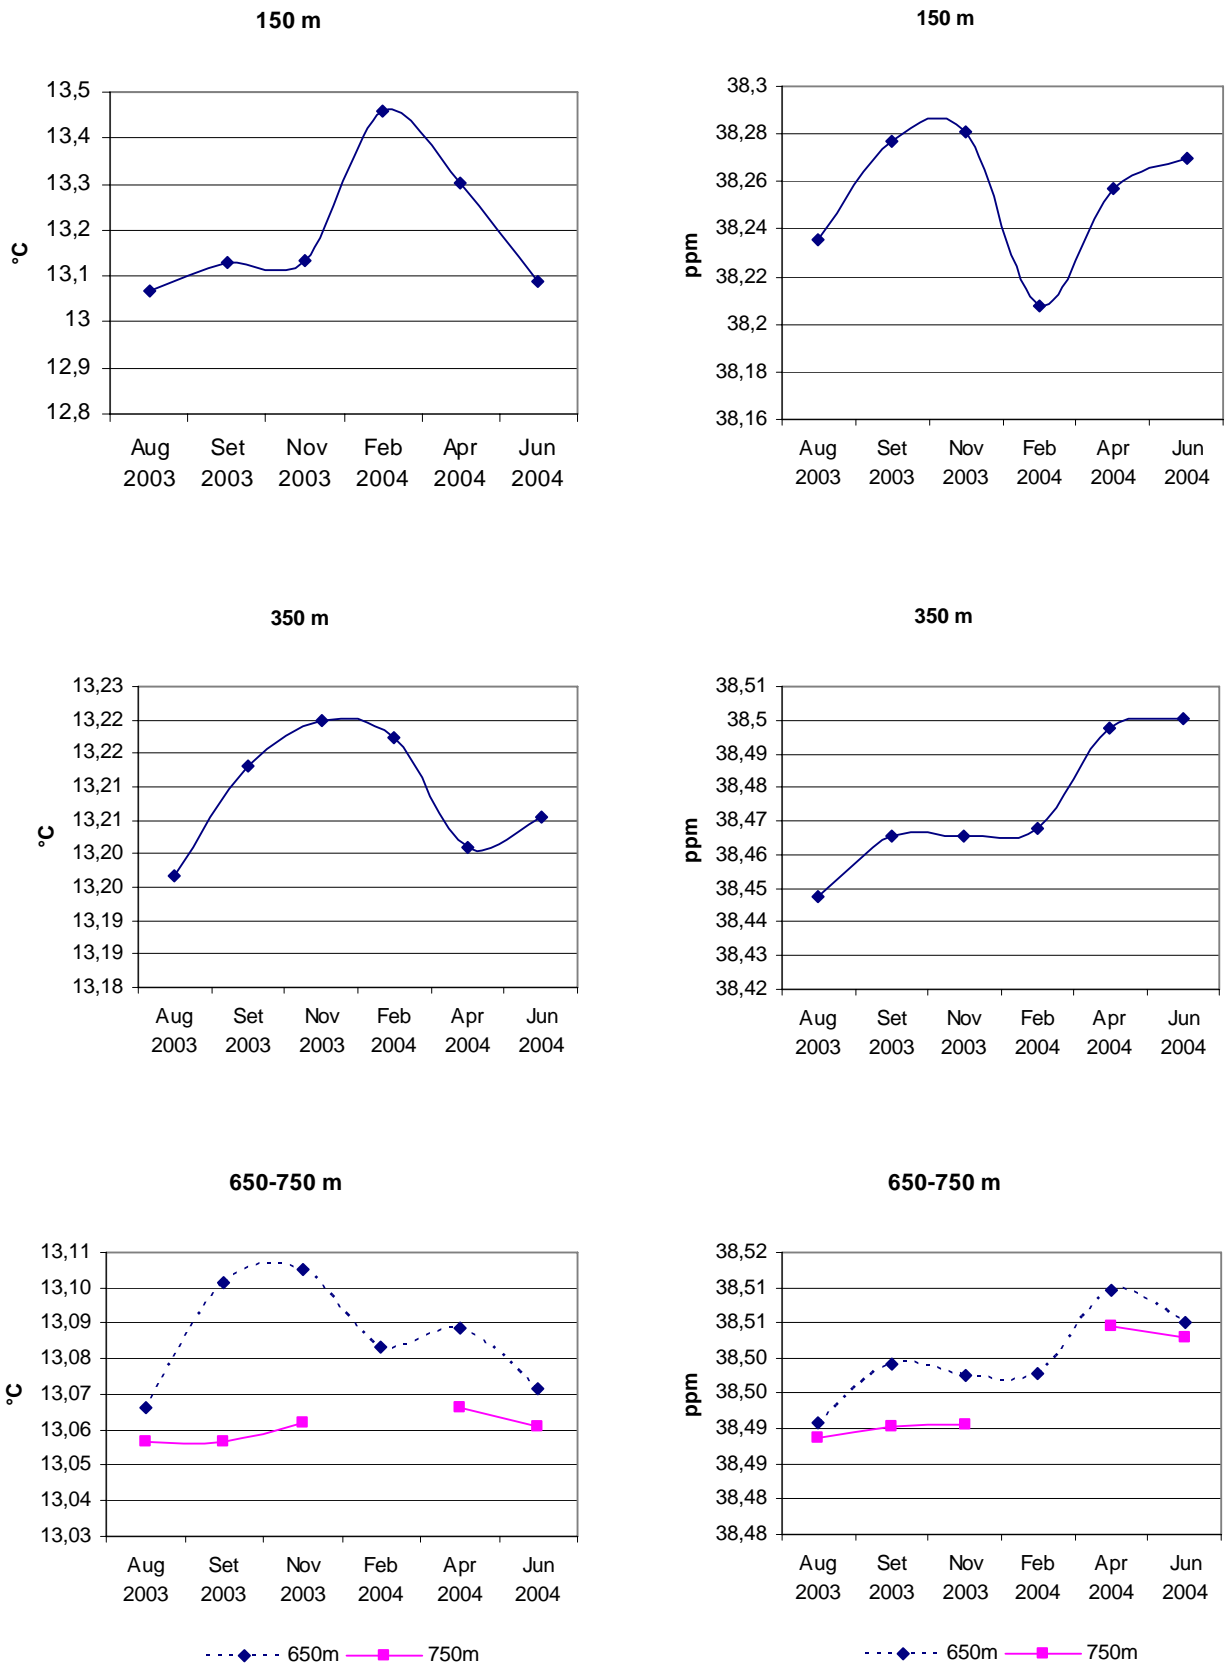 150 m
13,5
13,4
13,3
13,2
13,1
13
12,9
12,8
°C
Aug Set Nov Feb Apr Jun
2003 2003 2003 2004 2004 2004
150 m
38,3
38,28
38,26
38,24
38,22
38,2
38,18
38,16
ppm
Aug Set Nov Feb Apr Jun
2003 2003 2003 2004 2004 2004
350 m
13,23
13,22
13,22
13,21
13,21
13,20
13,20
13,19
13,19
13,18
°C
Aug Set Nov Feb Apr Jun
2003 2003 2003 2004 2004 2004
350 m
38,51
38,5
38,49
38,48
38,47
38,46
38,45
38,44
38,43
38,42
ppm
Aug Set Nov Feb Apr Jun
2003 2003 2003 2004 2004 2004
650-750 m
13,11
13,10
13,09
13,08
13,07
13,06
13,05
13,04
13,03
°C
Aug Set Nov Feb Apr Jun
2003 2003 2003 2004 2004 2004
650m 750m
650-750 m
38,52
38,51
38,51
38,50
38,50
38,49
38,49
38,48
38,48
ppm
Aug Set Nov Feb Apr Jun
2003 2003 2003 2004 2004 2004
650m 750m